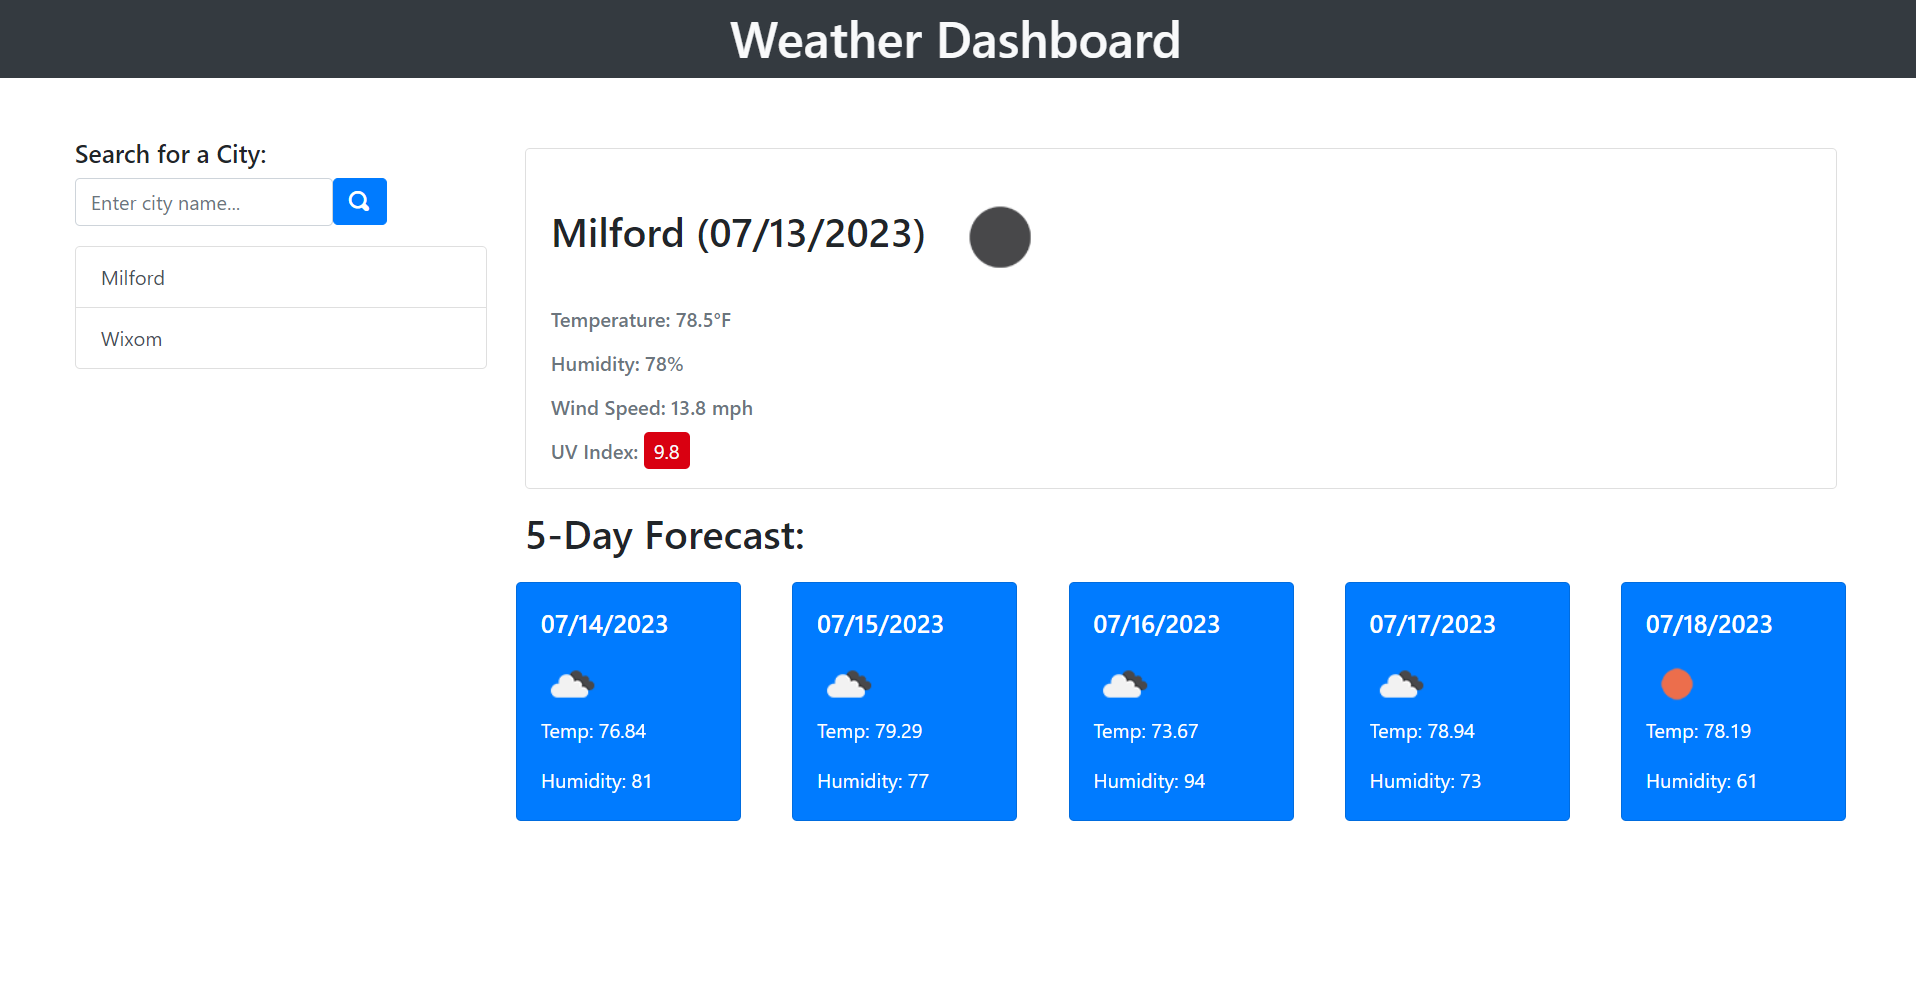 Weather Dashboard
Search for a City:
Enter city name...
Milford
Wixom
Milford (07/13/2023)
Temperature: 78.5°F
Humidity: 78%
Wind Speed: 13.8 mph
UV Index: 9.8
5-Day Forecast:
07/14/2023
Temp: 76.84
Humidity: 81
07/15/2023
Temp: 79.29
Humidity: 77
07/16/2023
Temp: 73.67
Humidity: 94
07/17/2023
Temp: 78.94
Humidity: 73
07/18/2023
Temp: 78.19
Humidity: 61